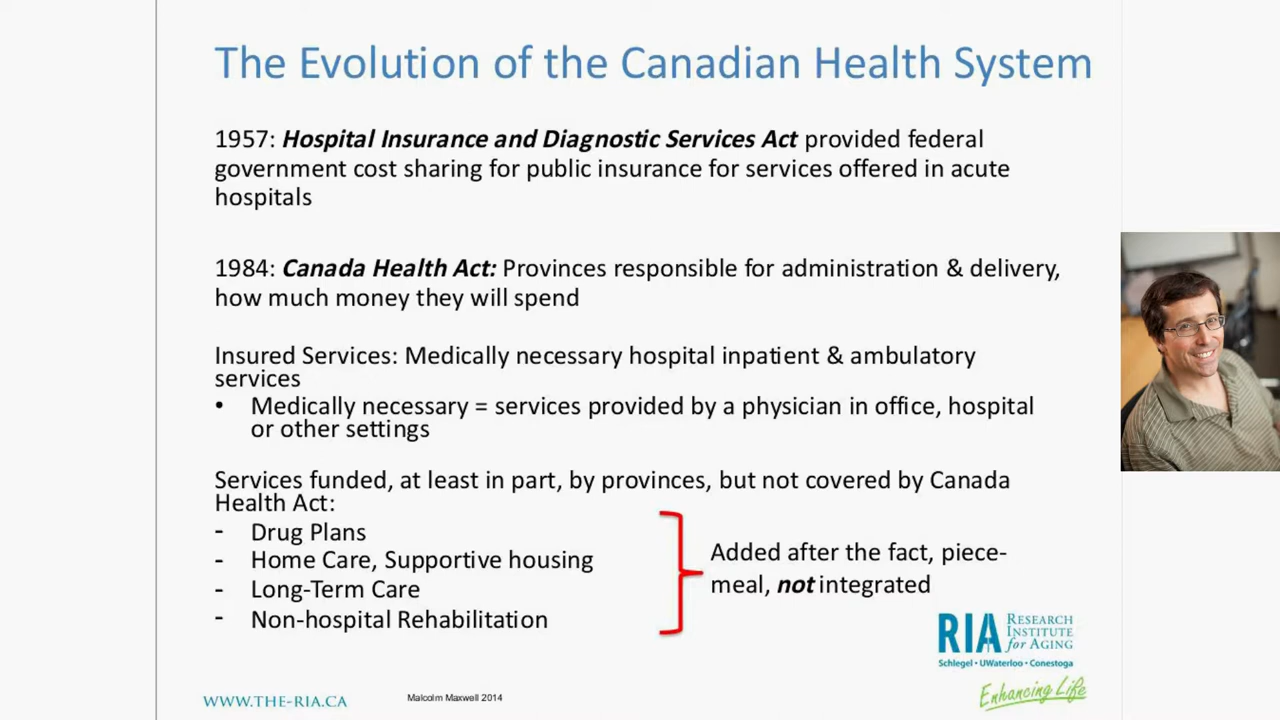 The Evolution of the Canadian Health System
1957: Hospital Insurance and Diagnostic Services Act provided federal
government cost sharing for public insurance for services offered in acute
hospitals
1984: Canada Health Act: Provinces responsible for administration & delivery,
how much money they will spend
Insured Services: Medically necessary hospital inpatient & ambulatory
services
• Medically necessary = services provided by a physician in office, hospital
or other settings
Services funded, at least in part, by provinces, but not covered by Canada
Health Act:
- Drug Plans
- Home Care, Supportive housing
- Long-Term Care
- Non-hospital Rehabilitation
Added after the fact, piece-
meal, not integrated
RIA RESEARCH
INSTITUTE
for AGING
Schlegel • UWaterloo • Conestoga
Enhancing Life
WWW.THE-RIA.CA
Malcolm Maxwell 2014